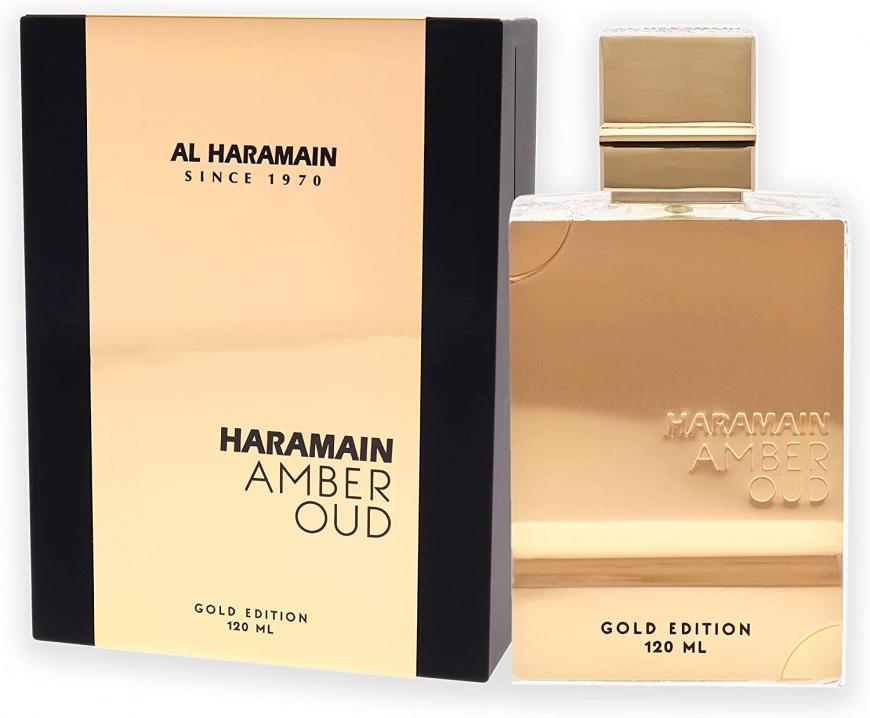 AL HARAMAIN
SINCE 1970
HARAMAIN
AMBER
OUD
GOLD EDITION
120 ML
HARAMAIN
AMBER
OUD
GOLD EDITION
120 ML